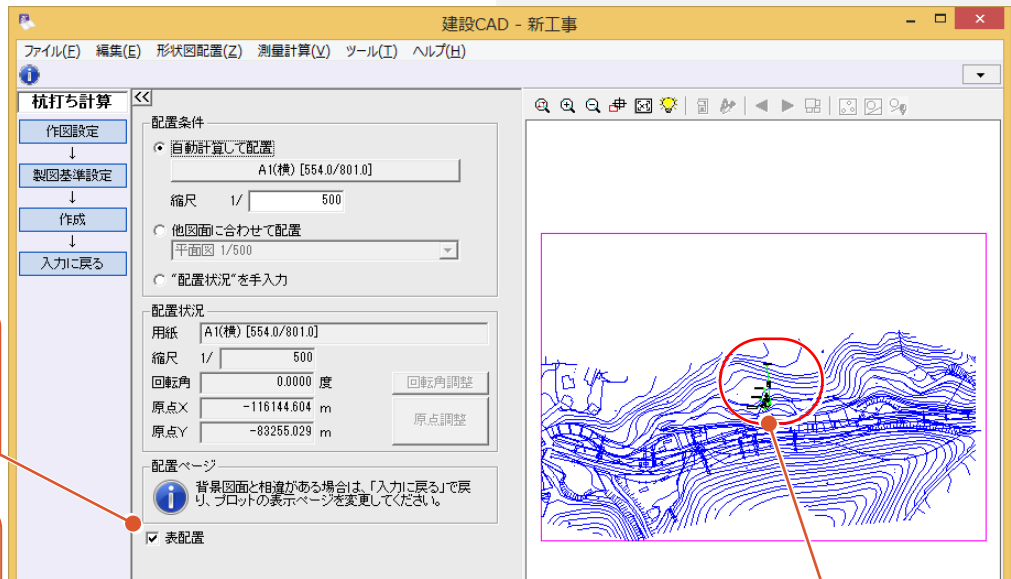 建設CAD - 新工事
ファイル(F) 編集(E) 形状図配置(Z) 測量計算(V) ツール(T) ヘルプ(H)
杭打ち計算
<<
作図設定
↓
製図基準設定
↓
作成
↓
入力に戻る
配置条件
自動計算して配置
A1(横) [554.0/801.0]
縮尺 1/ 500
他図面に合わせて配置
平面図 1/500
“配置状況”を手入力
配置状況
用紙 A1(横) [554.0/801.0]
縮尺 1/ 500
回転角 0.0000 度 回転角調整
原点X -116144.604 m
原点調整
原点Y -83255.029 m
配置ページ
背景図面と相違がある場合は、「入力に戻る」で戻
り、プロットの表示ページを変更してください。
表配置